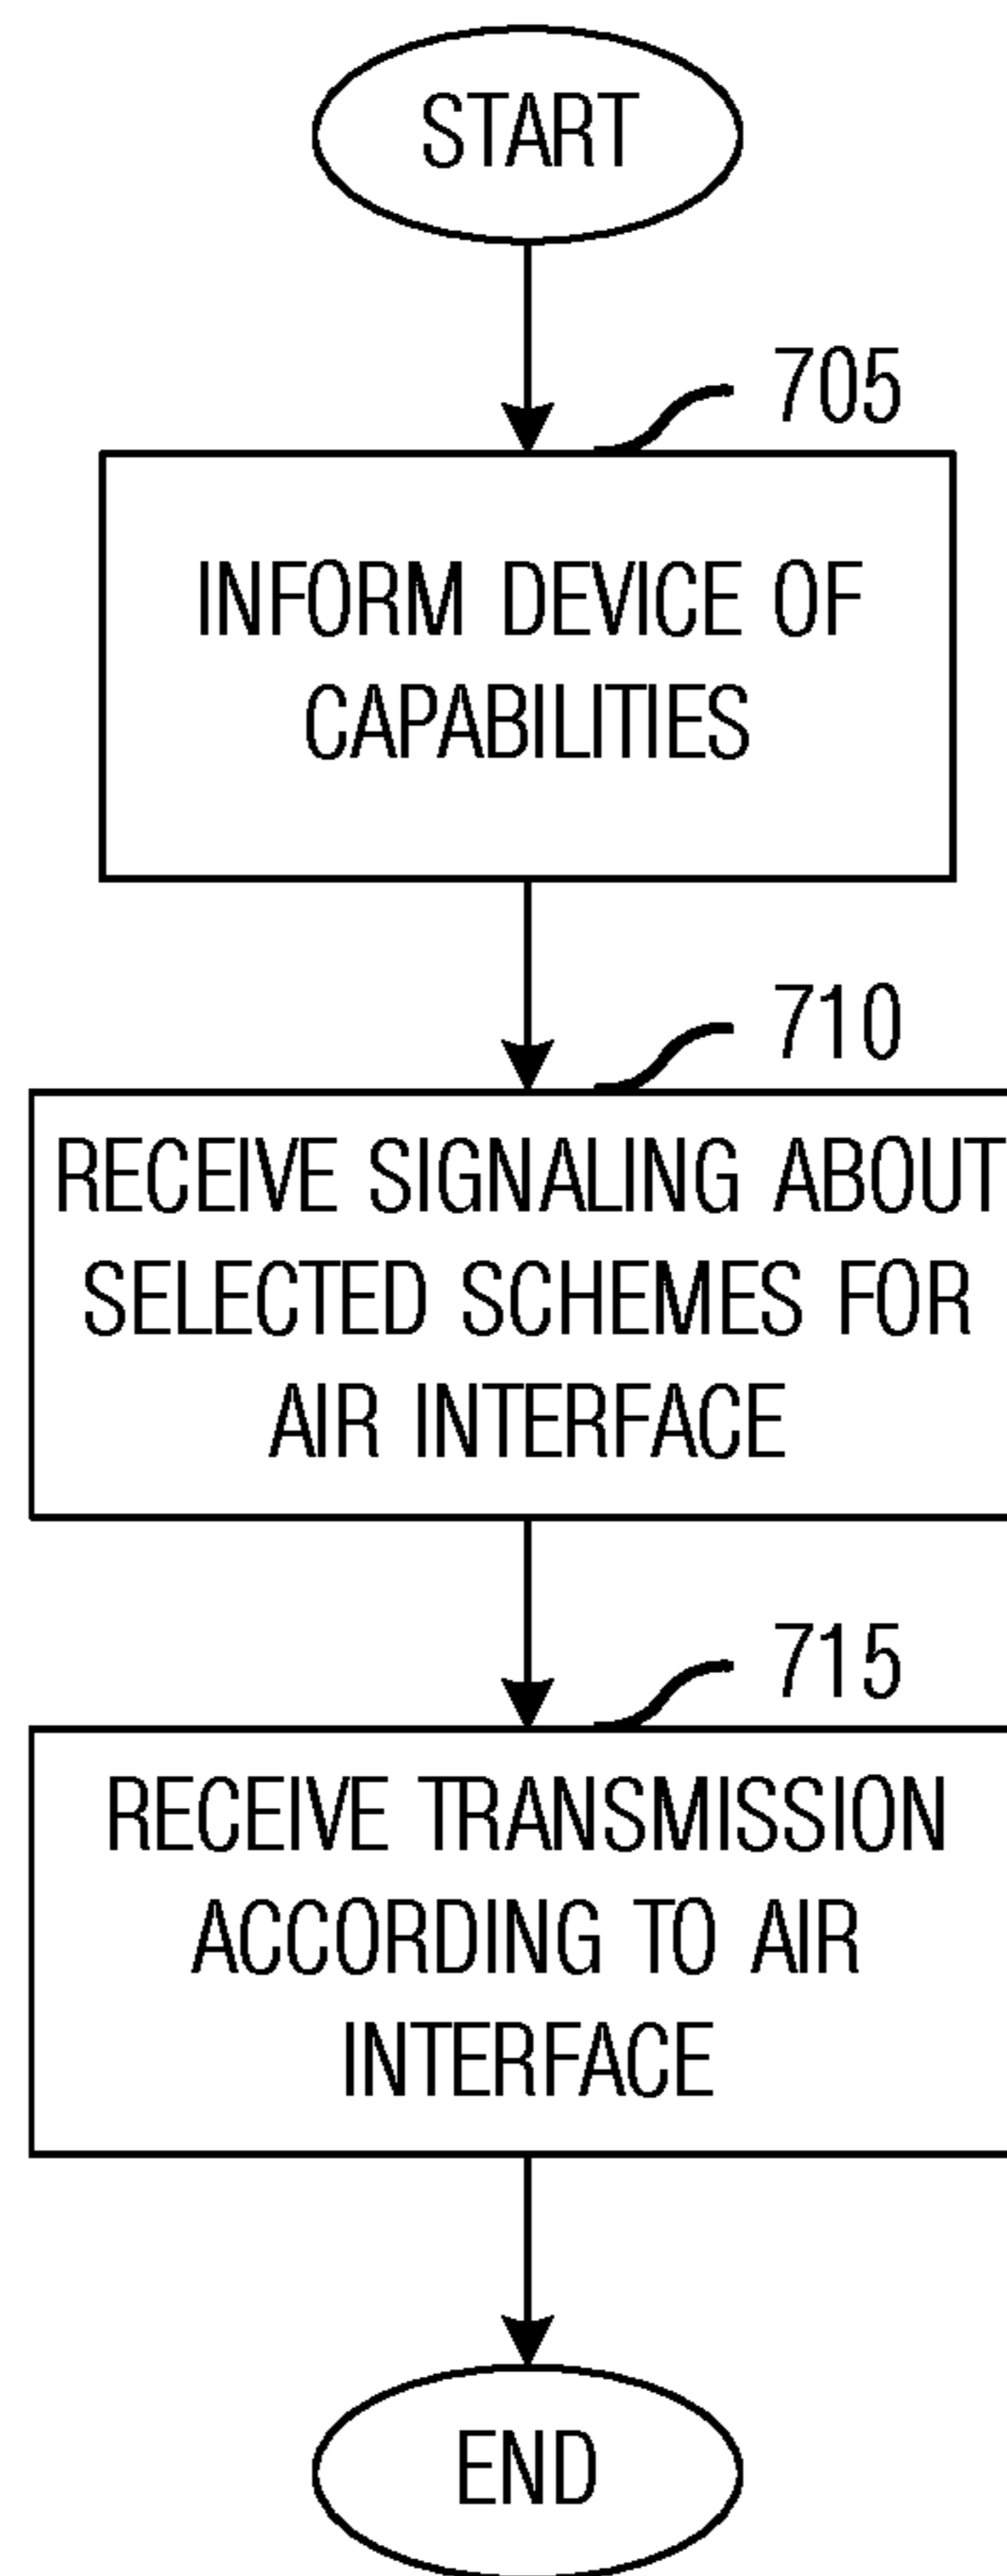 START
705
INFORM DEVICE OF
CAPABILITIES
710
RECEIVE SIGNALING ABOUT
SELECTED SCHEMES FOR
AIR INTERFACE
715
RECEIVE TRANSMISSION
ACCORDING TO AIR
INTERFACE
END